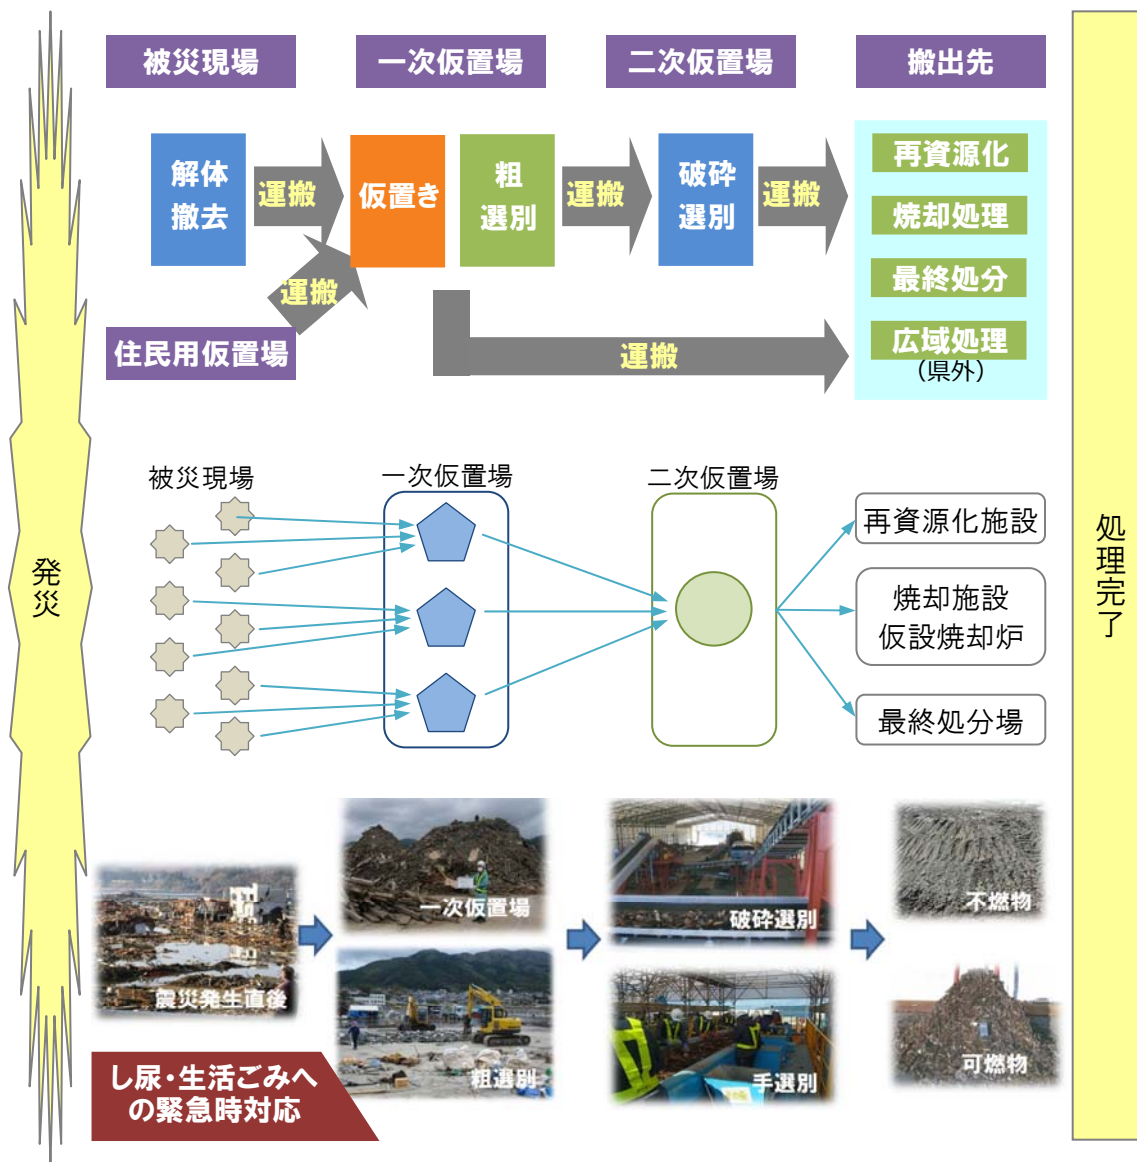 被災現場
一次仮置場
二次仮置場
搬出先
解体
撤去
運搬
仮置き
粗
選別
運搬
破砕
選別
運搬
再資源化
焼却処理
最終処分
広域処理
（県外）
運搬
住民用仮置場
運搬
発災
処理完了
被災現場
一次仮置場
二次仮置場
再資源化施設
焼却施設
仮設焼却炉
最終処分場
震災発生直後
一次仮置場
粗選別
破砕選別
手選別
不燃物
可燃物
し尿・生活ごみへ
の緊急時対応